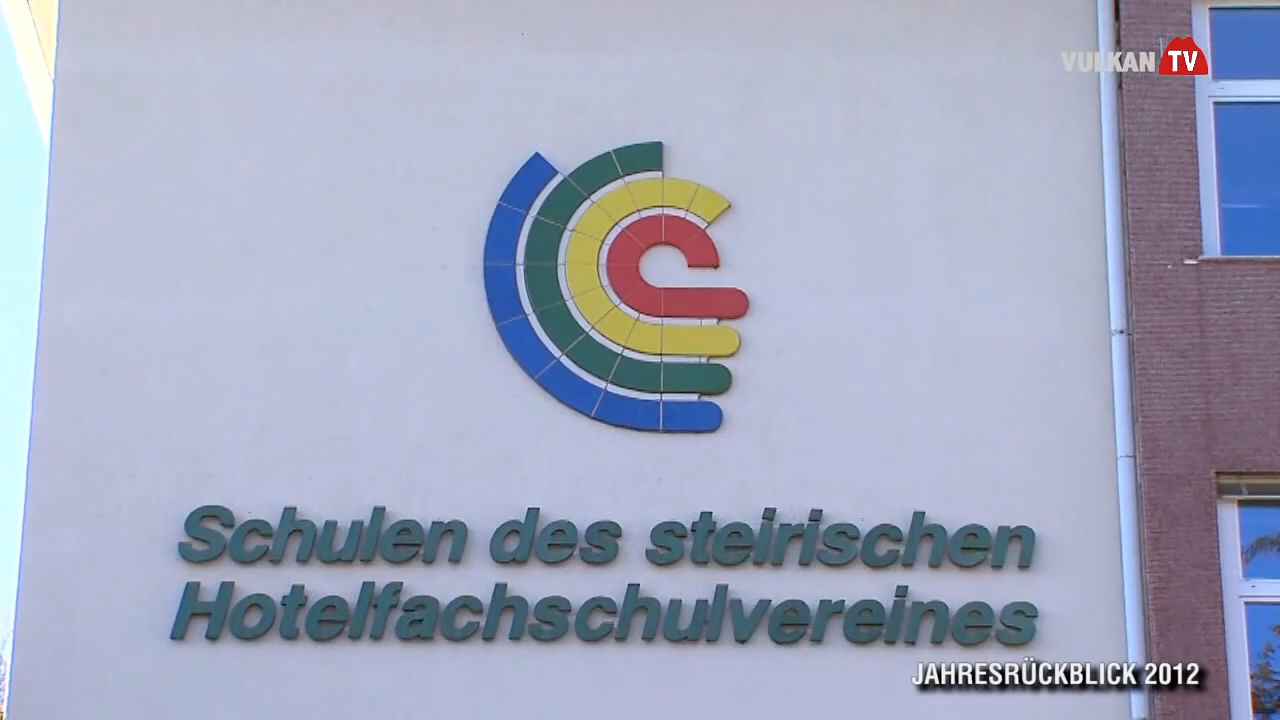 VULKAN TV
Schulen des steirischen
Hotelfachschulvereines
JAHRESRÜCKBLICK 2012